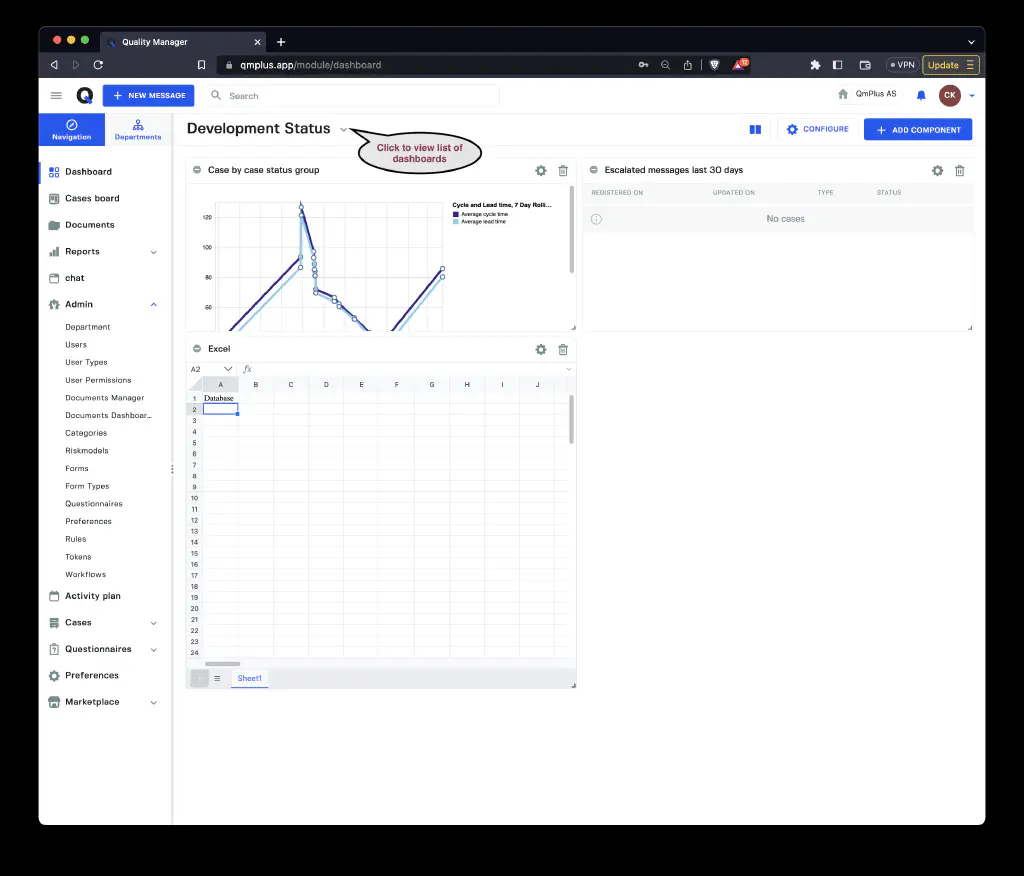 Quality Manager
qmplus.app/module/dashboard
VPN
Update
NEW MESSAGE
Search
QmPlus AS
CK
Navigation
Departments
Development Status
Click to view list of
dashboards
CONFIGURE
ADD COMPONENT
Dashboard
Cases board
Documents
Reports
chat
Admin
Department
Users
User Types
User Permissions
Documents Manager
Documents Dashboar...
Categories
Riskmodels
Forms
Form Types
Questionnaires
Preferences
Rules
Tokens
Workflows
Activity plan
Cases
Questionnaires
Preferences
Marketplace
Case by case status group
120
100
80
60
Cycle and Lead time, 7 Day Rolli...
Average cycle time
Average lead time
Escalated messages last 30 days
REGISTERED ON UPDATED ON TYPE STATUS
No cases
Excel
A2 fx
A B C D E F G H I J
1 Database
2
3
4
5
6
7
8
9
10
11
12
13
14
15
16
17
18
19
20
21
22
23
24
Sheet1